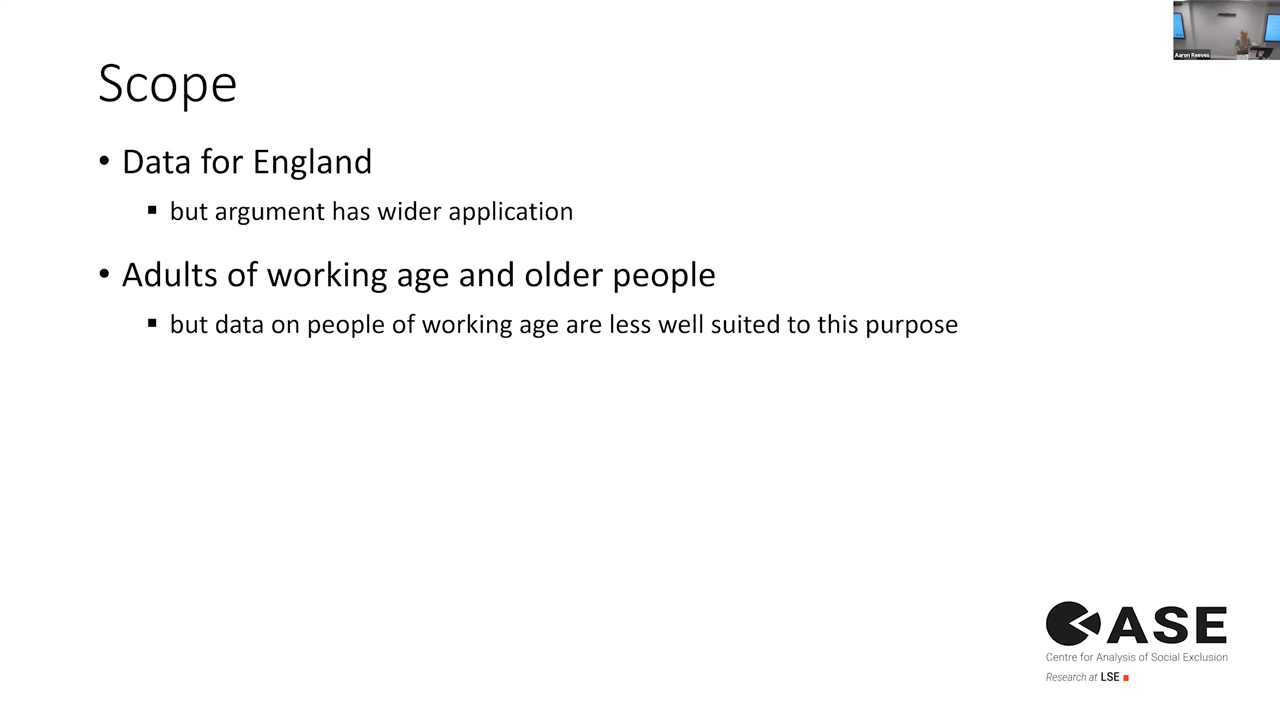 Scope
• Data for England
▪ but argument has wider application
• Adults of working age and older people
▪ but data on people of working age are less well suited to this purpose
Aaron Reeves
CASE
Centre for Analysis of Social Exclusion
Research at LSE